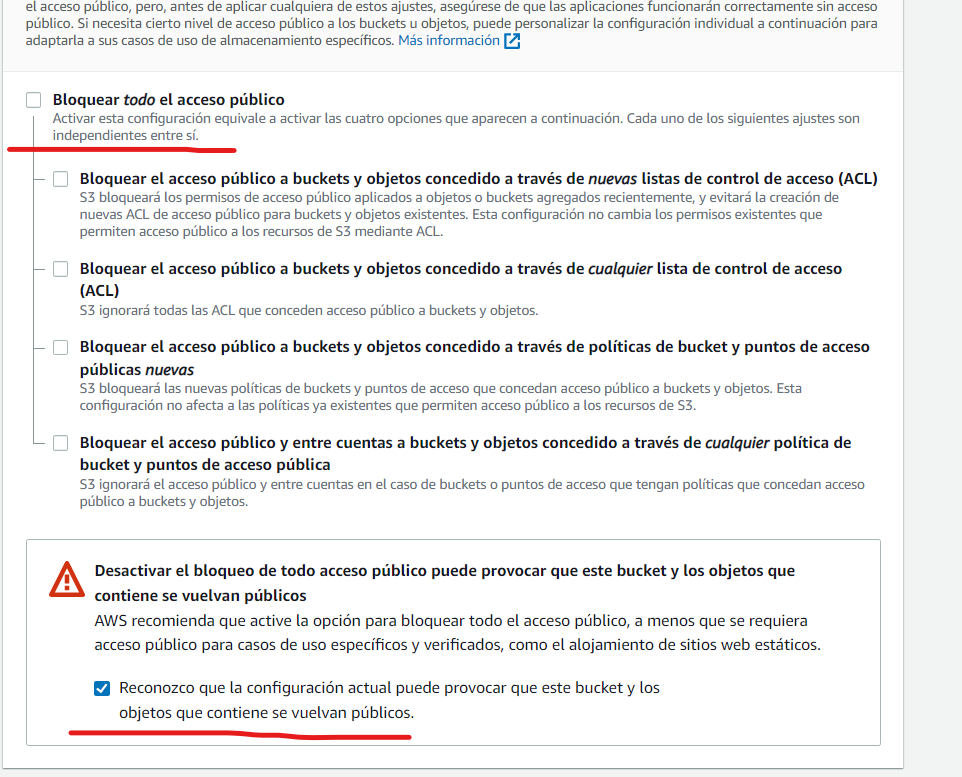 el acceso público, pero, antes de aplicar cualquiera de estos ajustes, asegúrese de que las aplicaciones funcionarán correctamente sin acceso
público. Si necesita cierto nivel de acceso público a los buckets u objetos, puede personalizar la configuración individual a continuación para
adaptarla a sus casos de uso de almacenamiento específicos. Más información
Bloquear todo el acceso público
Activar esta configuración equivale a activar las cuatro opciones que aparecen a continuación. Cada uno de los siguientes ajustes son
independientes entre sí.
Bloquear el acceso público a buckets y objetos concedido a través de nuevas listas de control de acceso (ACL)
S3 bloqueará los permisos de acceso público aplicados a objetos o buckets agregados recientemente, y evitará la creación de
nuevas ACL de acceso público para buckets y objetos existentes. Esta configuración no cambia los permisos existentes que
permiten acceso público a los recursos de S3 mediante ACL.
Bloquear el acceso público a buckets y objetos concedido a través de cualquier lista de control de acceso
(ACL)
S3 ignorará todas las ACL que conceden acceso público a buckets y objetos.
Bloquear el acceso público a buckets y objetos concedido a través de políticas de bucket y puntos de acceso
públicas nuevas
S3 bloqueará las nuevas políticas de buckets y puntos de acceso que concedan acceso público a buckets y objetos. Esta
configuración no afecta a las políticas ya existentes que permiten acceso público a los recursos de S3.
Bloquear el acceso público y entre cuentas a buckets y objetos concedido a través de cualquier política de
bucket y puntos de acceso pública
S3 ignorará el acceso público y entre cuentas en el caso de buckets o puntos de acceso que tengan políticas que concedan acceso
público a buckets y objetos.
Desactivar el bloqueo de todo acceso público puede provocar que este bucket y los objetos que
contiene se vuelvan públicos
AWS recomienda que active la opción para bloquear todo el acceso público, a menos que se requiera
acceso público para casos de uso específicos y verificados, como el alojamiento de sitios web estáticos.
Reconozco que la configuración actual puede provocar que este bucket y los
objetos que contiene se vuelvan públicos.